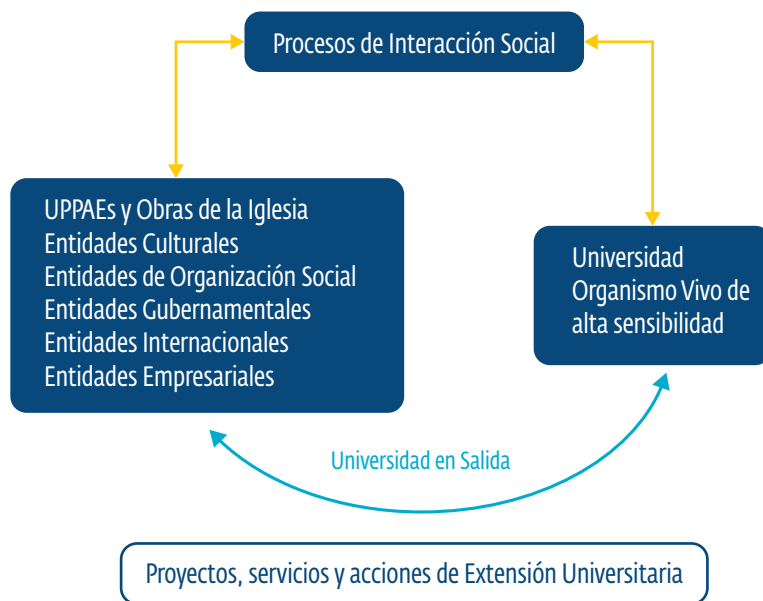 Procesos de Interacción Social
UPPAEs y Obras de la Iglesia
Entidades Culturales
Entidades de Organización Social
Entidades Gubernamentales
Entidades Internacionales
Entidades Empresariales
Universidad
Organismo Vivo de
alta sensibilidad
Universidad en Salida
Proyectos, servicios y acciones de Extensión Universitaria